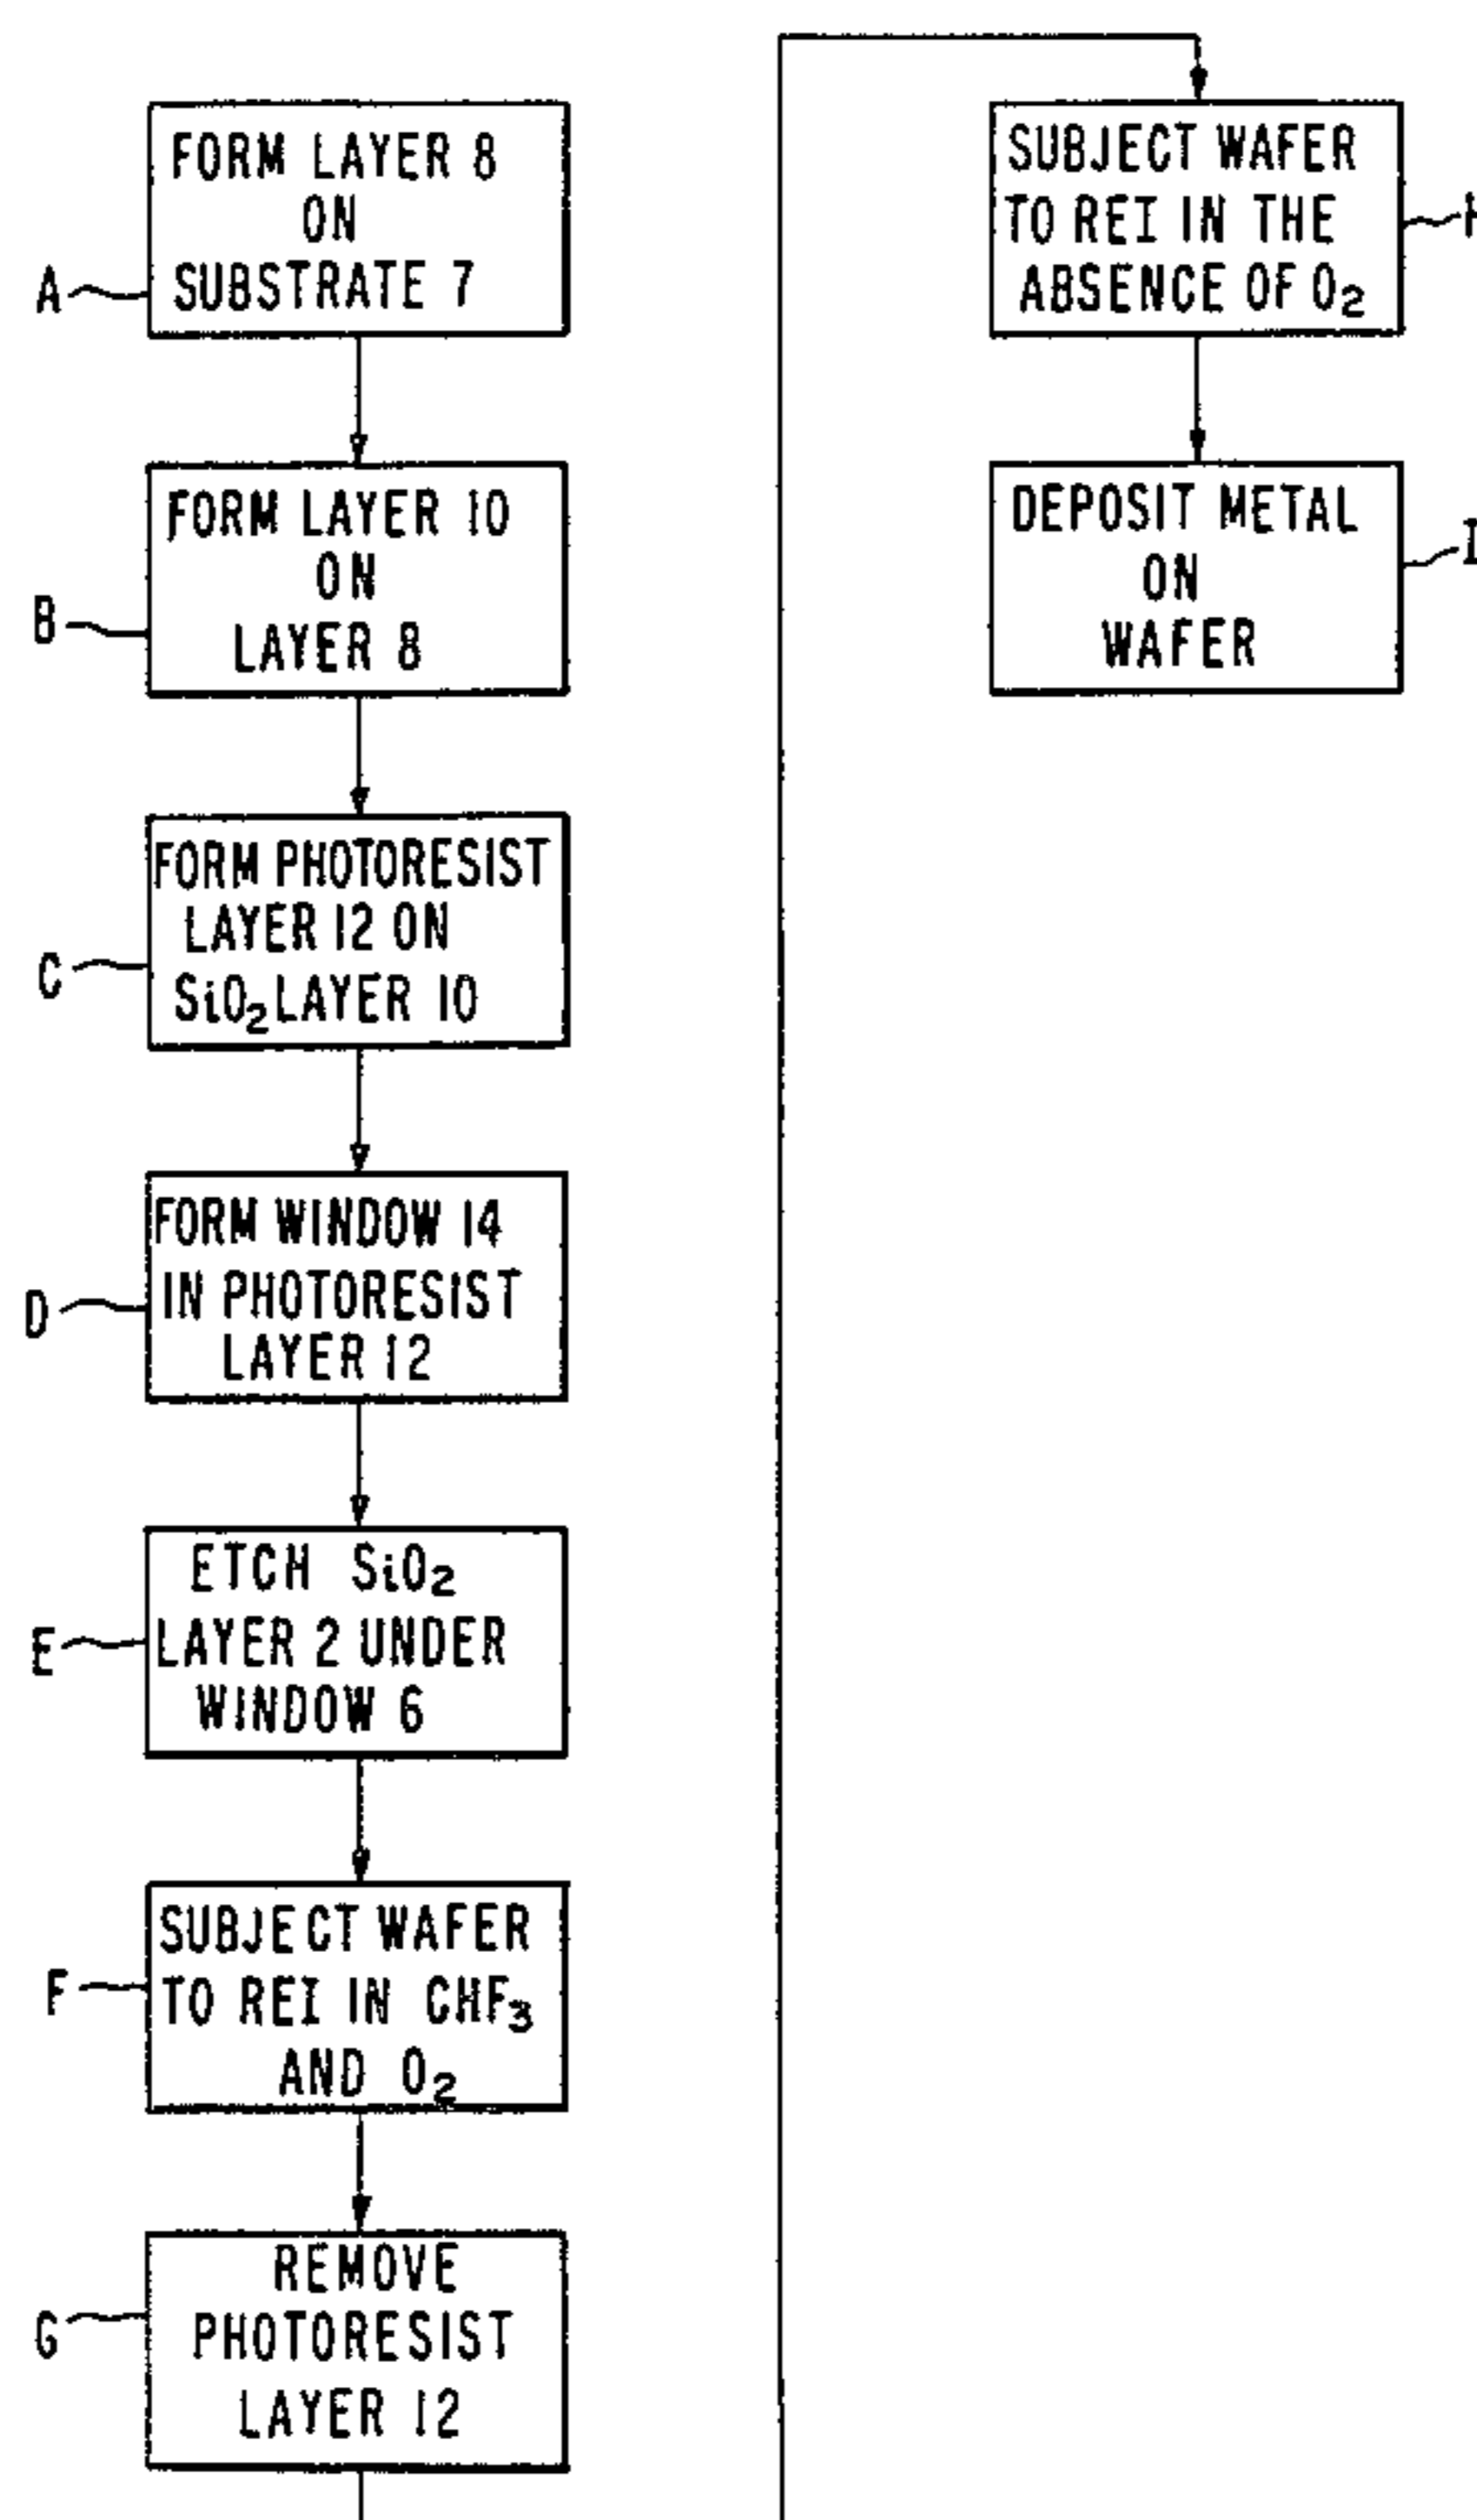 FORM LAYER 8
ON
SUBSTRATE 7
A
FORM LAYER 10
ON
LAYER 8
B
FORM PHOTORESIST
LAYER 12 ON
SiO2 LAYER 10
C
FORM WINDOW 14
IN PHOTORESIST
LAYER 12
D
ETCH SiO2
LAYER 2 UNDER
WINDOW 6
E
SUBJECT WAFER
TO REI IN CHF3
AND O2
F
REMOVE
PHOTORESIST
LAYER 12
G
SUBJECT WAFER
TO REI IN THE
ABSENCE OF O2
DEPOSIT METAL
ON
WAFER
I